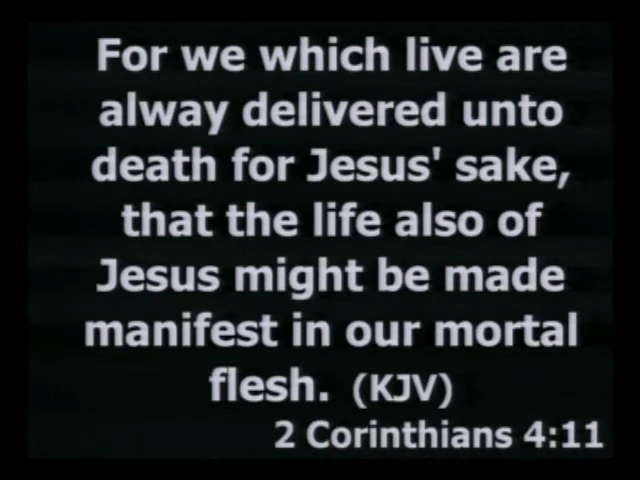 For we which live are
alway delivered unto
death for Jesus' sake,
that the life also of
Jesus might be made
manifest in our mortal
flesh. (KJV)
2 Corinthians 4:11